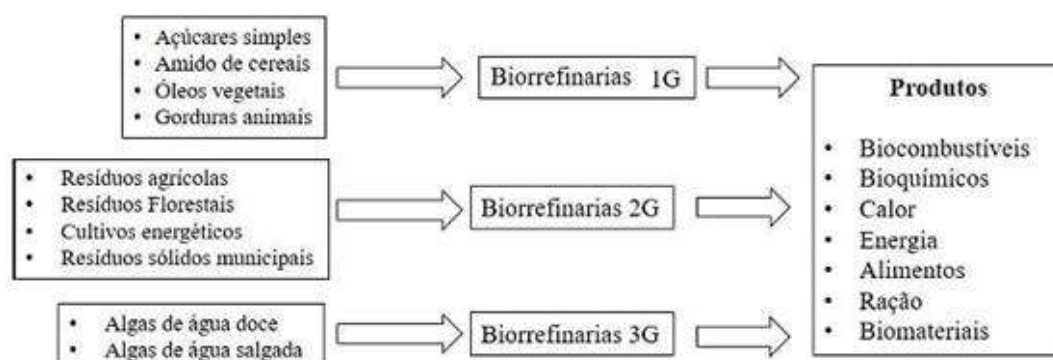 • Açúcares simples
• Amido de cereais
• Óleos vegetais
• Gorduras animais
Biorrefinarias 1G
• Resíduos agrícolas
• Resíduos Florestais
• Cultivos energéticos
• Resíduos sólidos municipais
Biorrefinarias 2G
• Algas de água doce
• Algas de água salgada
Biorrefinarias 3G
Produtos
• Biocombustíveis
• Bioquímicos
• Calor
• Energia
• Alimentos
• Ração
• Biomateriais